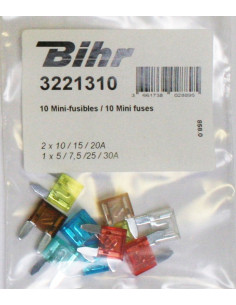 Bihr
3221310
10 Mini-fusibles / 10 Mini fuses
2 x 10 / 15 / 20A
1 x 5 / 7,5 /25 / 30A